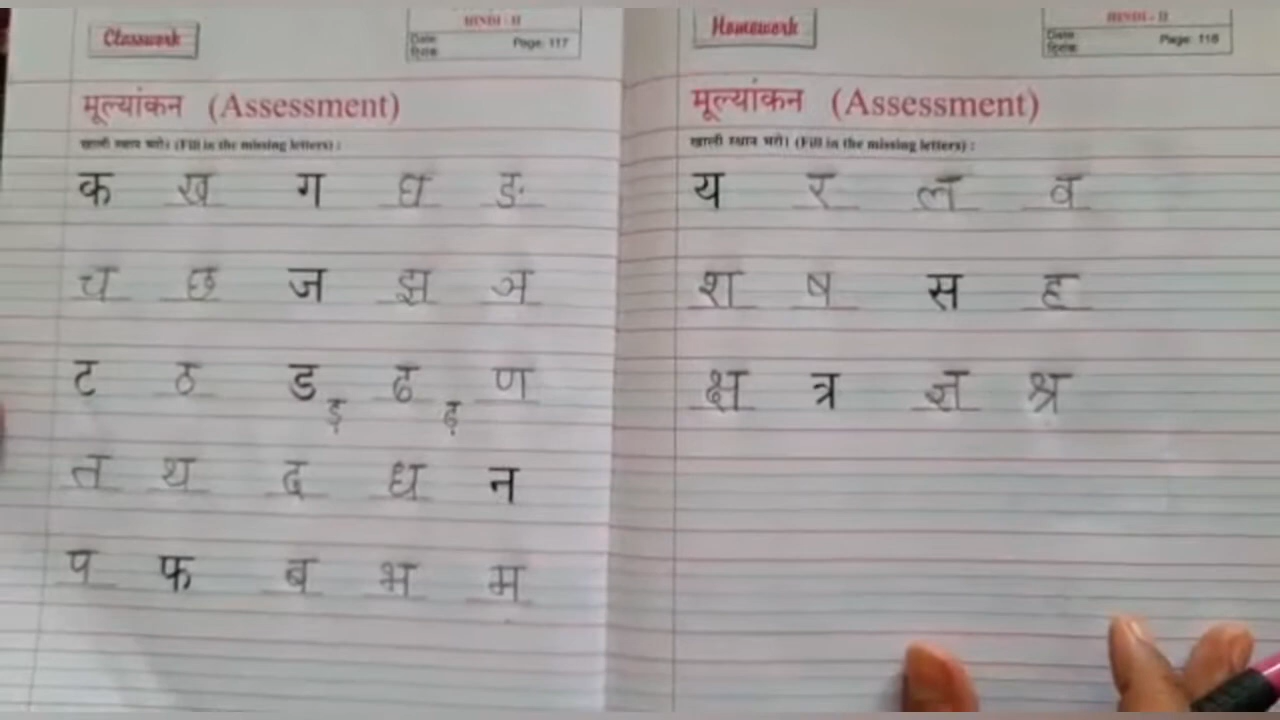 Classwork
HINDI - II
Date:
दिनांक:
Page: 117
मूल्यांकन (Assessment)
खाली स्थान भरो। (Fill in the missing letters) :
क ख ग घ ङ
च छ ज झ ञ
ट ठ ड ढ ण
ड़ ढ़
त थ द ध न
प फ ब भ म
Homework
HINDI - II
Date:
दिनांक:
Page: 118
मूल्यांकन (Assessment)
खाली स्थान भरो। (Fill in the missing letters) :
य र ल व
श ष स ह
क्ष त्र ज्ञ श्र